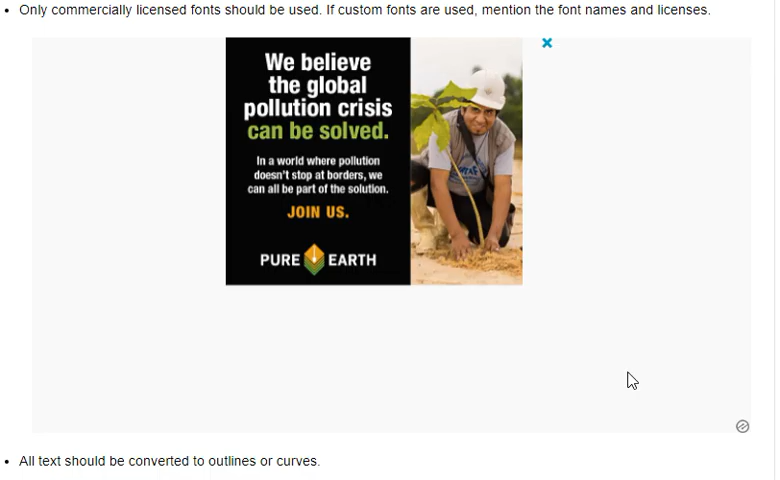 Only commercially licensed fonts should be used. If custom fonts are used, mention the font names and licenses.
We believe
the global
pollution crisis
can be solved.
In a world where pollution
doesn't stop at borders, we
can all be part of the solution.
JOIN US.
PURE EARTH
All text should be converted to outlines or curves.